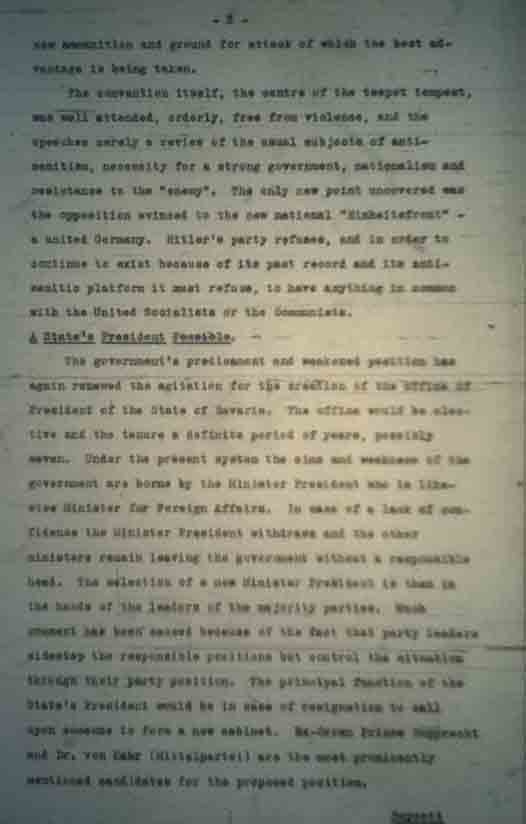 new ammunition and ground for attack of which the best ad-
vantage is being taken.
The convention itself, the centre of the teapot tempest,
was well attended, orderly, free from violence, and the
speeches merely a review of the usual subjects of anti-
semitism, necessity for a strong government, nationalism and
resistance to the "enemy". The only new point uncovered was
the opposition evinced to the new national "Einheitsfront" -
a united Germany. Hitler's party refuses, and in order to
continue to exist because of its past record and its anti-
semitic platform it must refuse, to have anything in common
with the United Socialists or the Communists.
A State's President Possible. -
The government's predicament and weakened position has
again renewed the agitation for the creation of the office of
President of the State of Bavaria. The office would be elec-
tive and the tenure a definite period of years, possibly
seven. Under the present system the sins and weakness of the
government are borne by the Minister President who is like-
wise Minister for Foreign Affairs. In case of a lack of con-
fidence the Minister President withdraws and the other
ministers remain leaving the government without a responsible
head. The selection of a new Minister President is then in
the hands of the leaders of the majority parties. Much
comment has been caused because of the fact that party leaders
sidestep the responsible positions but control the situation
through their party position. The principal function of the
State's President would be in case of resignation to call
upon someone to form a new cabinet. Ex-Crown Prince Rupprecht
and Dr. von Kahr (Mittelpartei) are the most prominently
mentioned candidates for the proposed position.